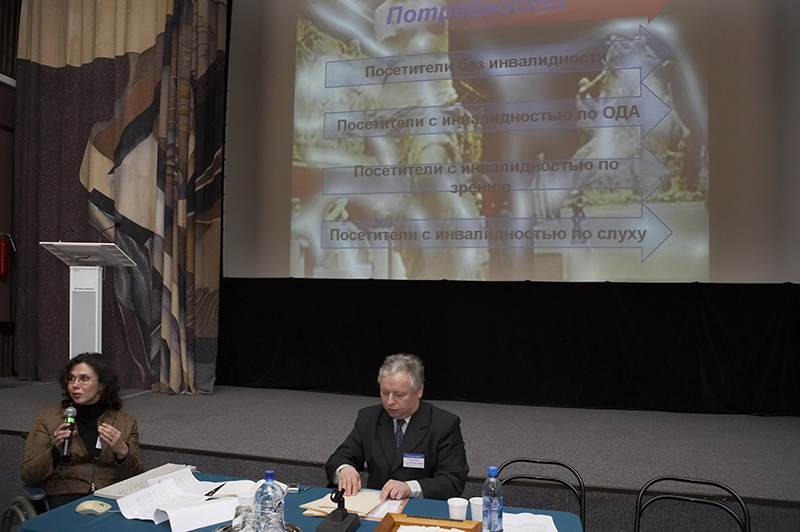 Потребности
Посетители без инвалидности
Посетители с инвалидностью по ОДА
Посетители с инвалидностью по
зрению
Посетители с инвалидностью по слуху